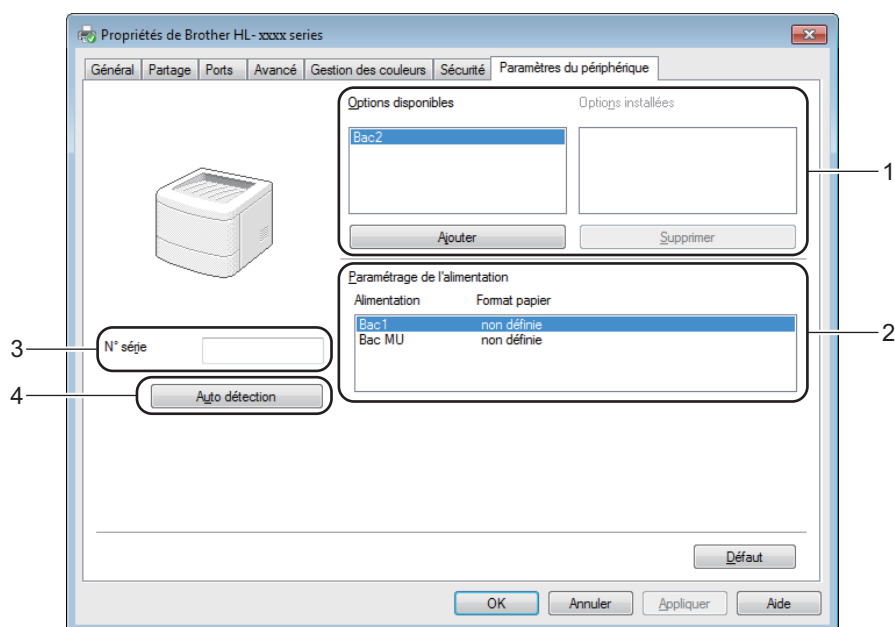 Propriétés de Brother HL- xxxx series
Général Partage Ports Avancé Gestion des couleurs Sécurité Paramètres du périphérique
Options disponibles
Options installées
Bac2
1
Ajouter
Supprimer
Paramétrage de l'alimentation
Alimentation Format papier
Bac1 non définie
Bac MU non définie
2
3
N° série
4
Auto détection
Défaut
OK Annuler Appliquer Aide